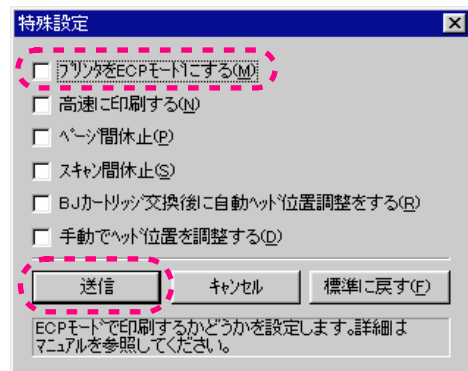 特殊設定
ﾌﾟﾘﾝﾀをECPﾓｰﾄﾞにする(M)
高速に印刷する(N)
ﾍﾟｰｼﾞ間休止(P)
ｽｷｬﾝ間休止(S)
BJｶｰﾄﾘｯｼﾞ交換後に自動ﾍｯﾄﾞ位置調整をする(R)
手動でﾍｯﾄﾞ位置を調整する(D)
送信 ｷｬﾝｾﾙ 標準に戻す(F)
ECPﾓｰﾄﾞで印刷するかどうかを設定します。詳細は
ﾏﾆｭｱﾙを参照してください。